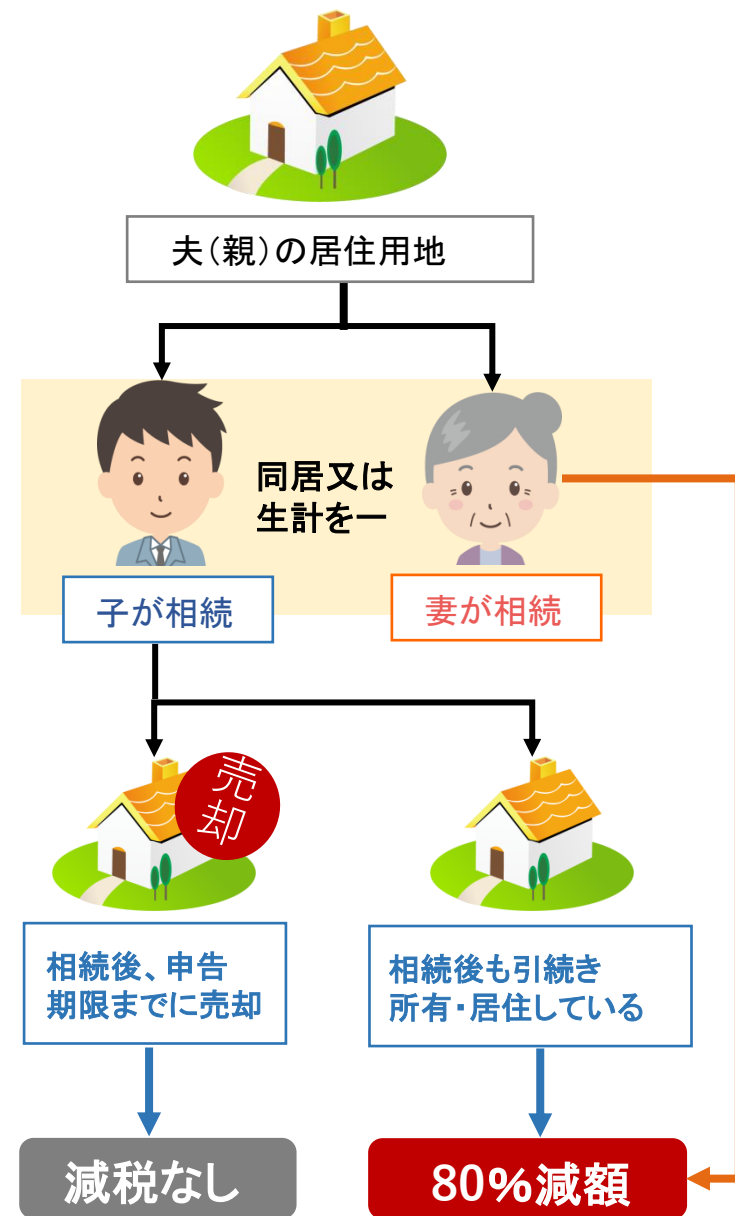 夫（親）の居住用地
同居又は
生計を一
子が相続
妻が相続
売
却
相続後、申告
期限までに売却
相続後も引続き
所有・居住している
減税なし
80%減額